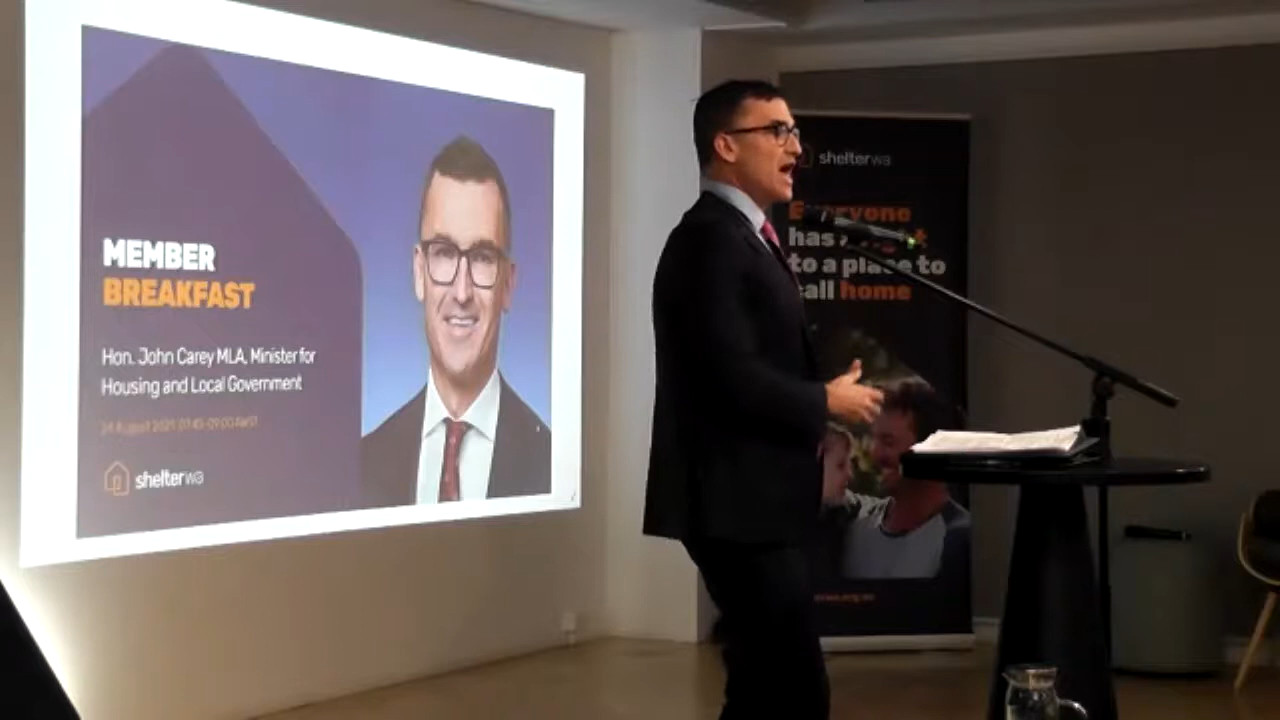 MEMBER
BREAKFAST
Hon. John Carey MLA, Minister for
Housing and Local Government
shelterwa
shelterwa
Everyone
has
to a place to
call home